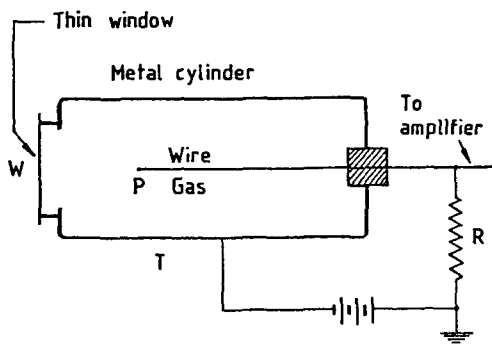 Thin window
Metal cylinder
To
amplifier
W
Wire
P Gas
R
T